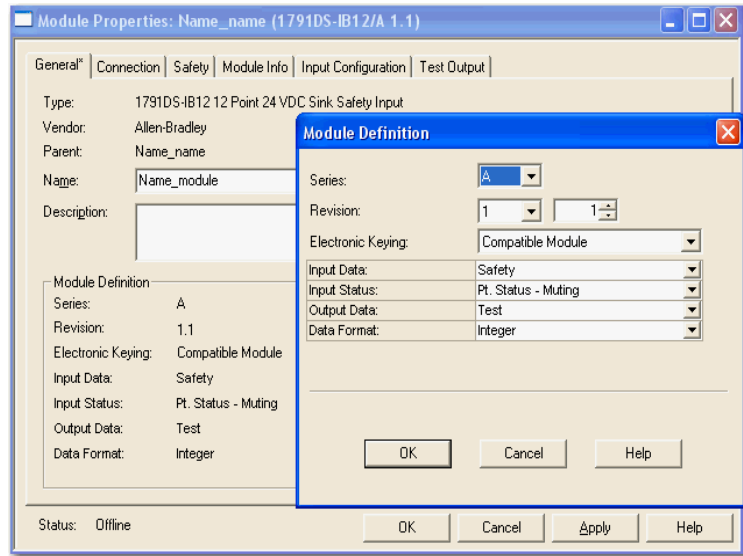 Module Properties: Name_name (1791DS-IB12/A 1.1)
General* Connection Safety Module Info Input Configuration Test Output
Type: 1791DS-IB12 12 Point 24 VDC Sink Safety Input
Vendor: Allen-Bradley
Parent: Name_name
Name: Name_module
Description:
Module Definition
Series: A
Revision: 1.1
Electronic Keying: Compatible Module
Input Data: Safety
Input Status: Pt. Status - Muting
Output Data: Test
Data Format: Integer
Status: Offline
OK Cancel Apply Help
Module Definition
Series: A
Revision: 1 1
Electronic Keying: Compatible Module
Input Data: Safety
Input Status: Pt. Status - Muting
Output Data: Test
Data Format: Integer
OK Cancel Help